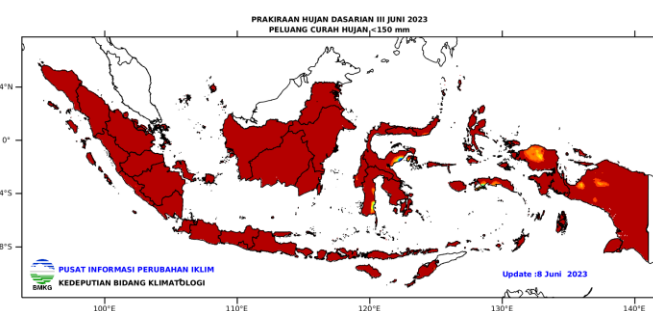 PRAKIRAAN HUJAN DASARIAN III JUNI 2023
PELUANG CURAH HUJAN <150 mm
4°N
0°
4°S
8°S
BMKG
PUSAT INFORMASI PERUBAHAN IKLIM
KEDEPUTIAN BIDANG KLIMATOLOGI
Update :8 Juni 2023
100°E
110°E
120°E
130°E
140°E